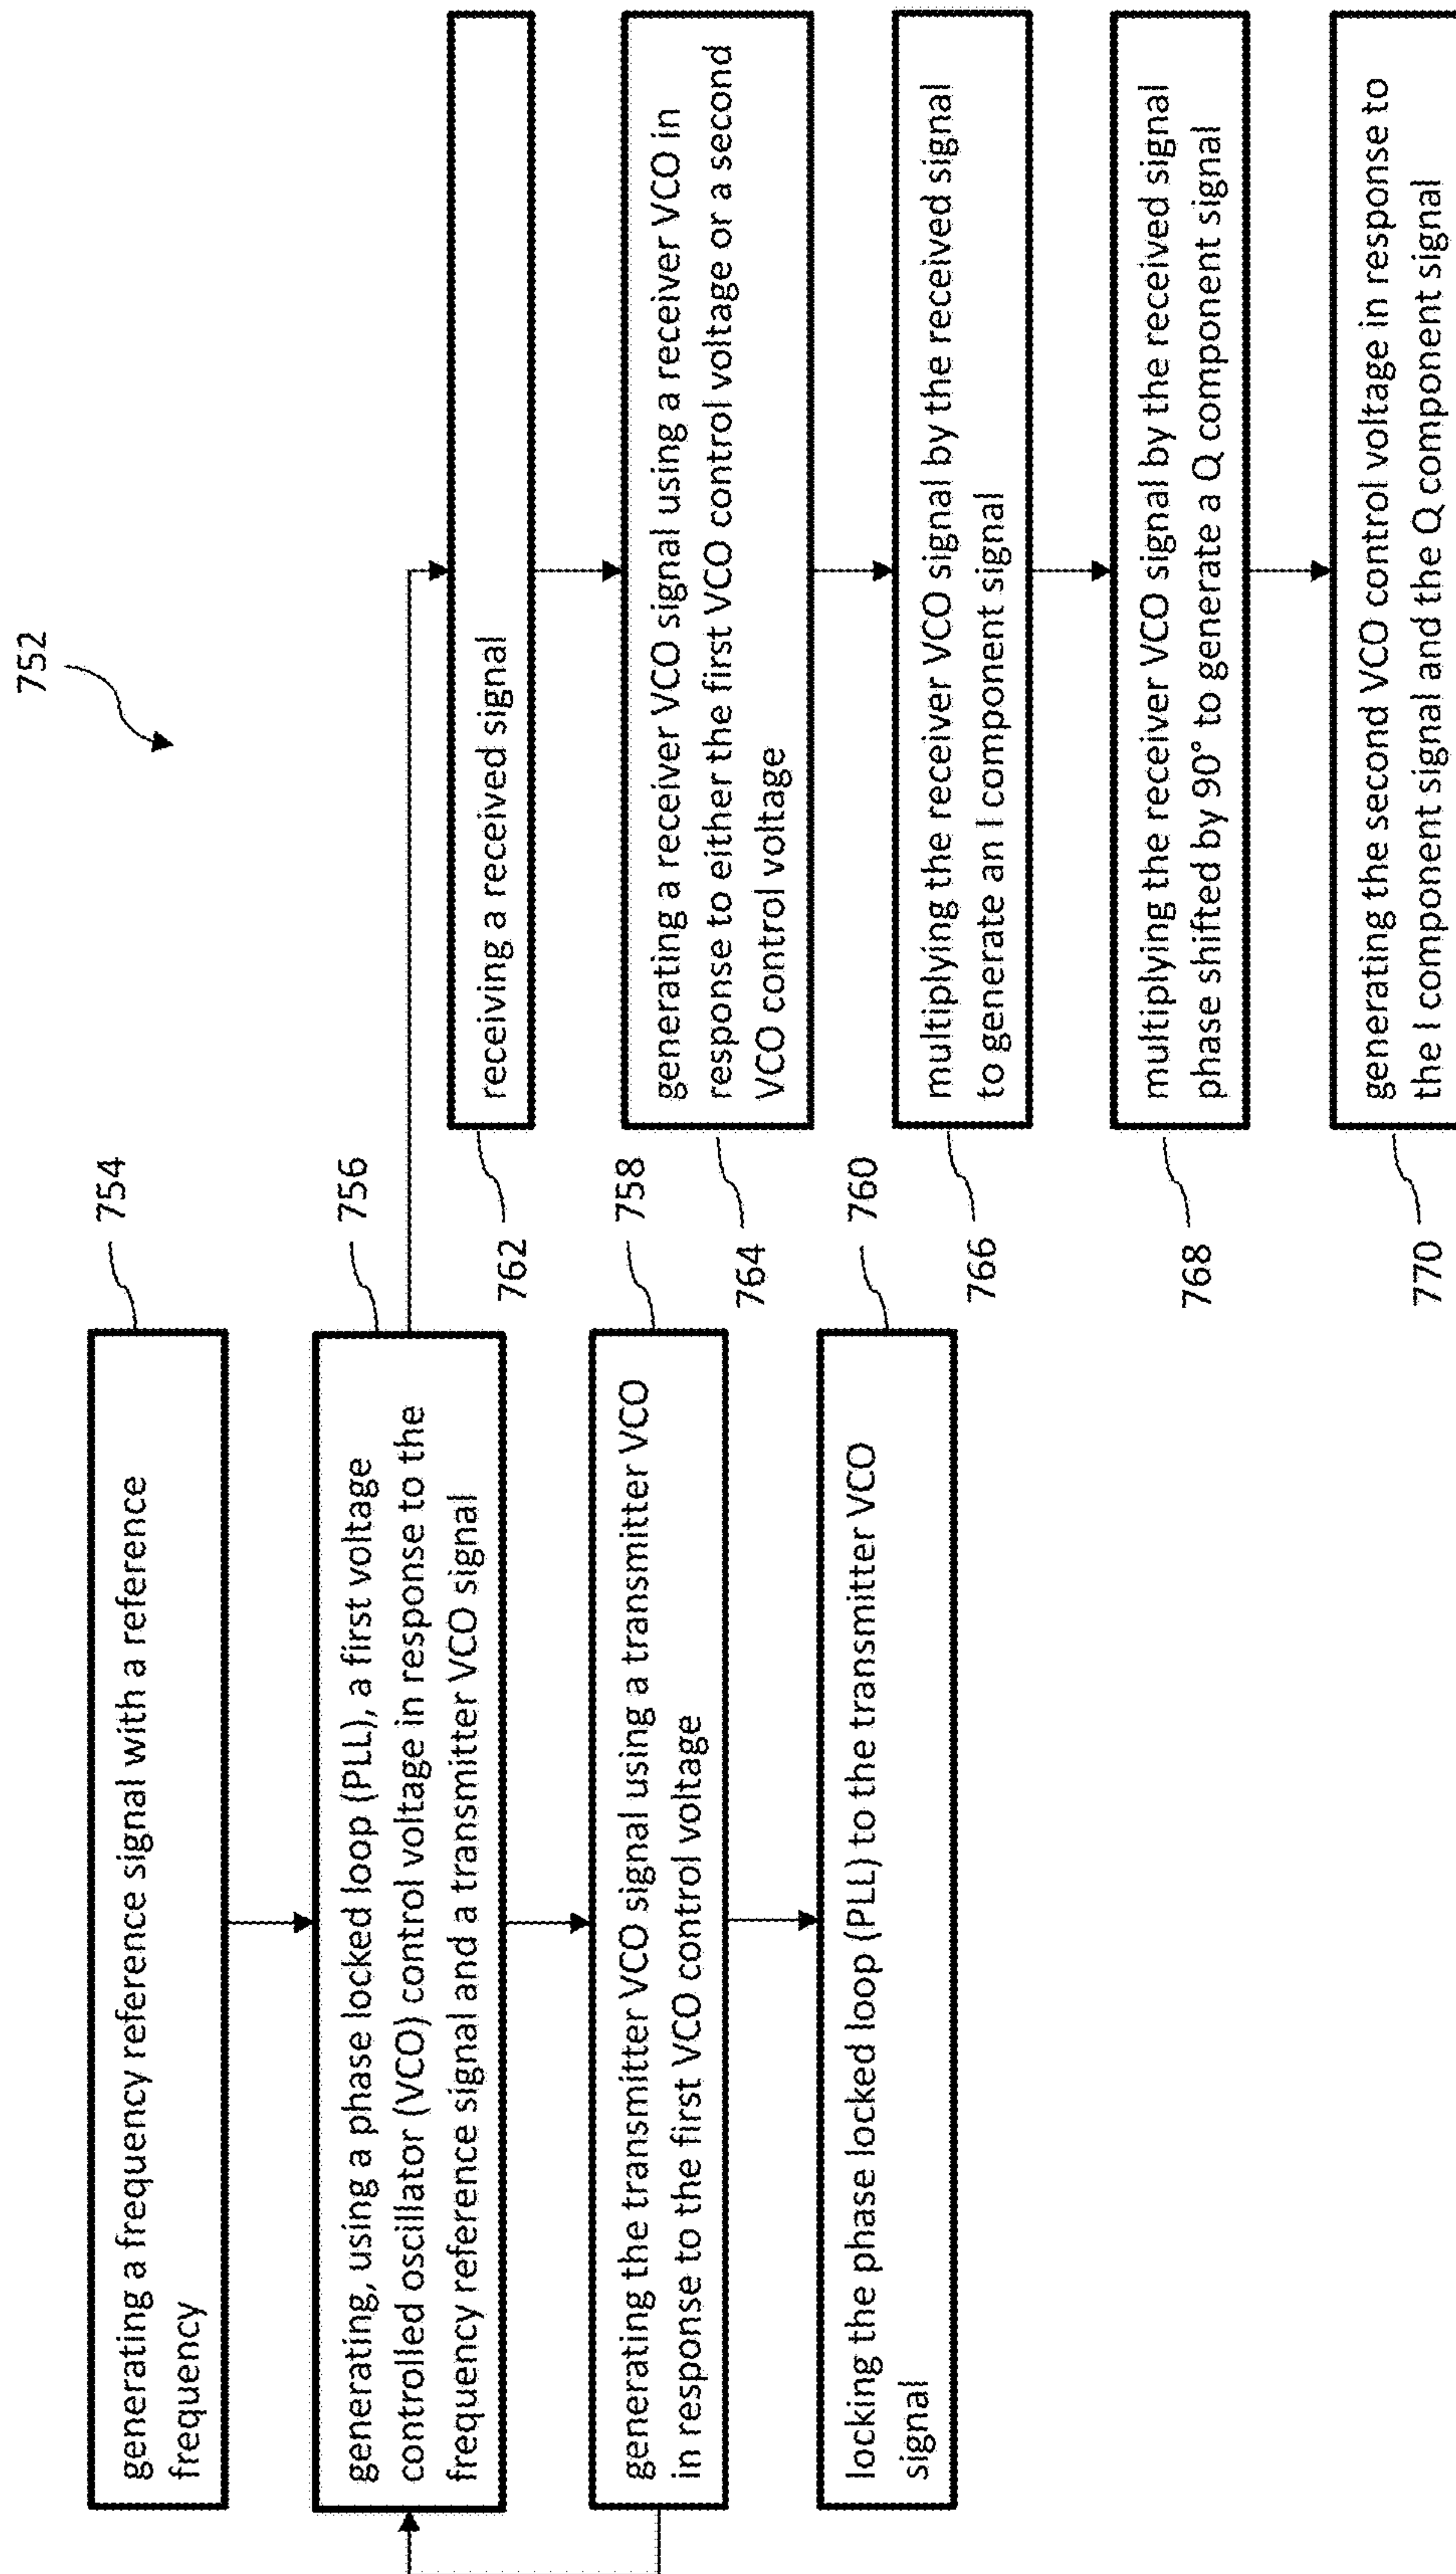 752
754
generating a frequency reference signal with a reference
frequency
756
generating, using a phase locked loop (PLL), a first voltage
controlled oscillator (VCO) control voltage in response to the
frequency reference signal and a transmitter VCO signal
758
generating the transmitter VCO signal using a transmitter VCO
in response to the first VCO control voltage
760
locking the phase locked loop (PLL) to the transmitter VCO
signal
762
receiving a received signal
764
generating a receiver VCO signal using a receiver VCO in
response to either the first VCO control voltage or a second
VCO control voltage
766
multiplying the receiver VCO signal by the received signal
to generate an I component signal
768
multiplying the receiver VCO signal by the received signal
phase shifted by 90° to generate a Q component signal
770
generating the second VCO control voltage in response to
the I component signal and the Q component signal